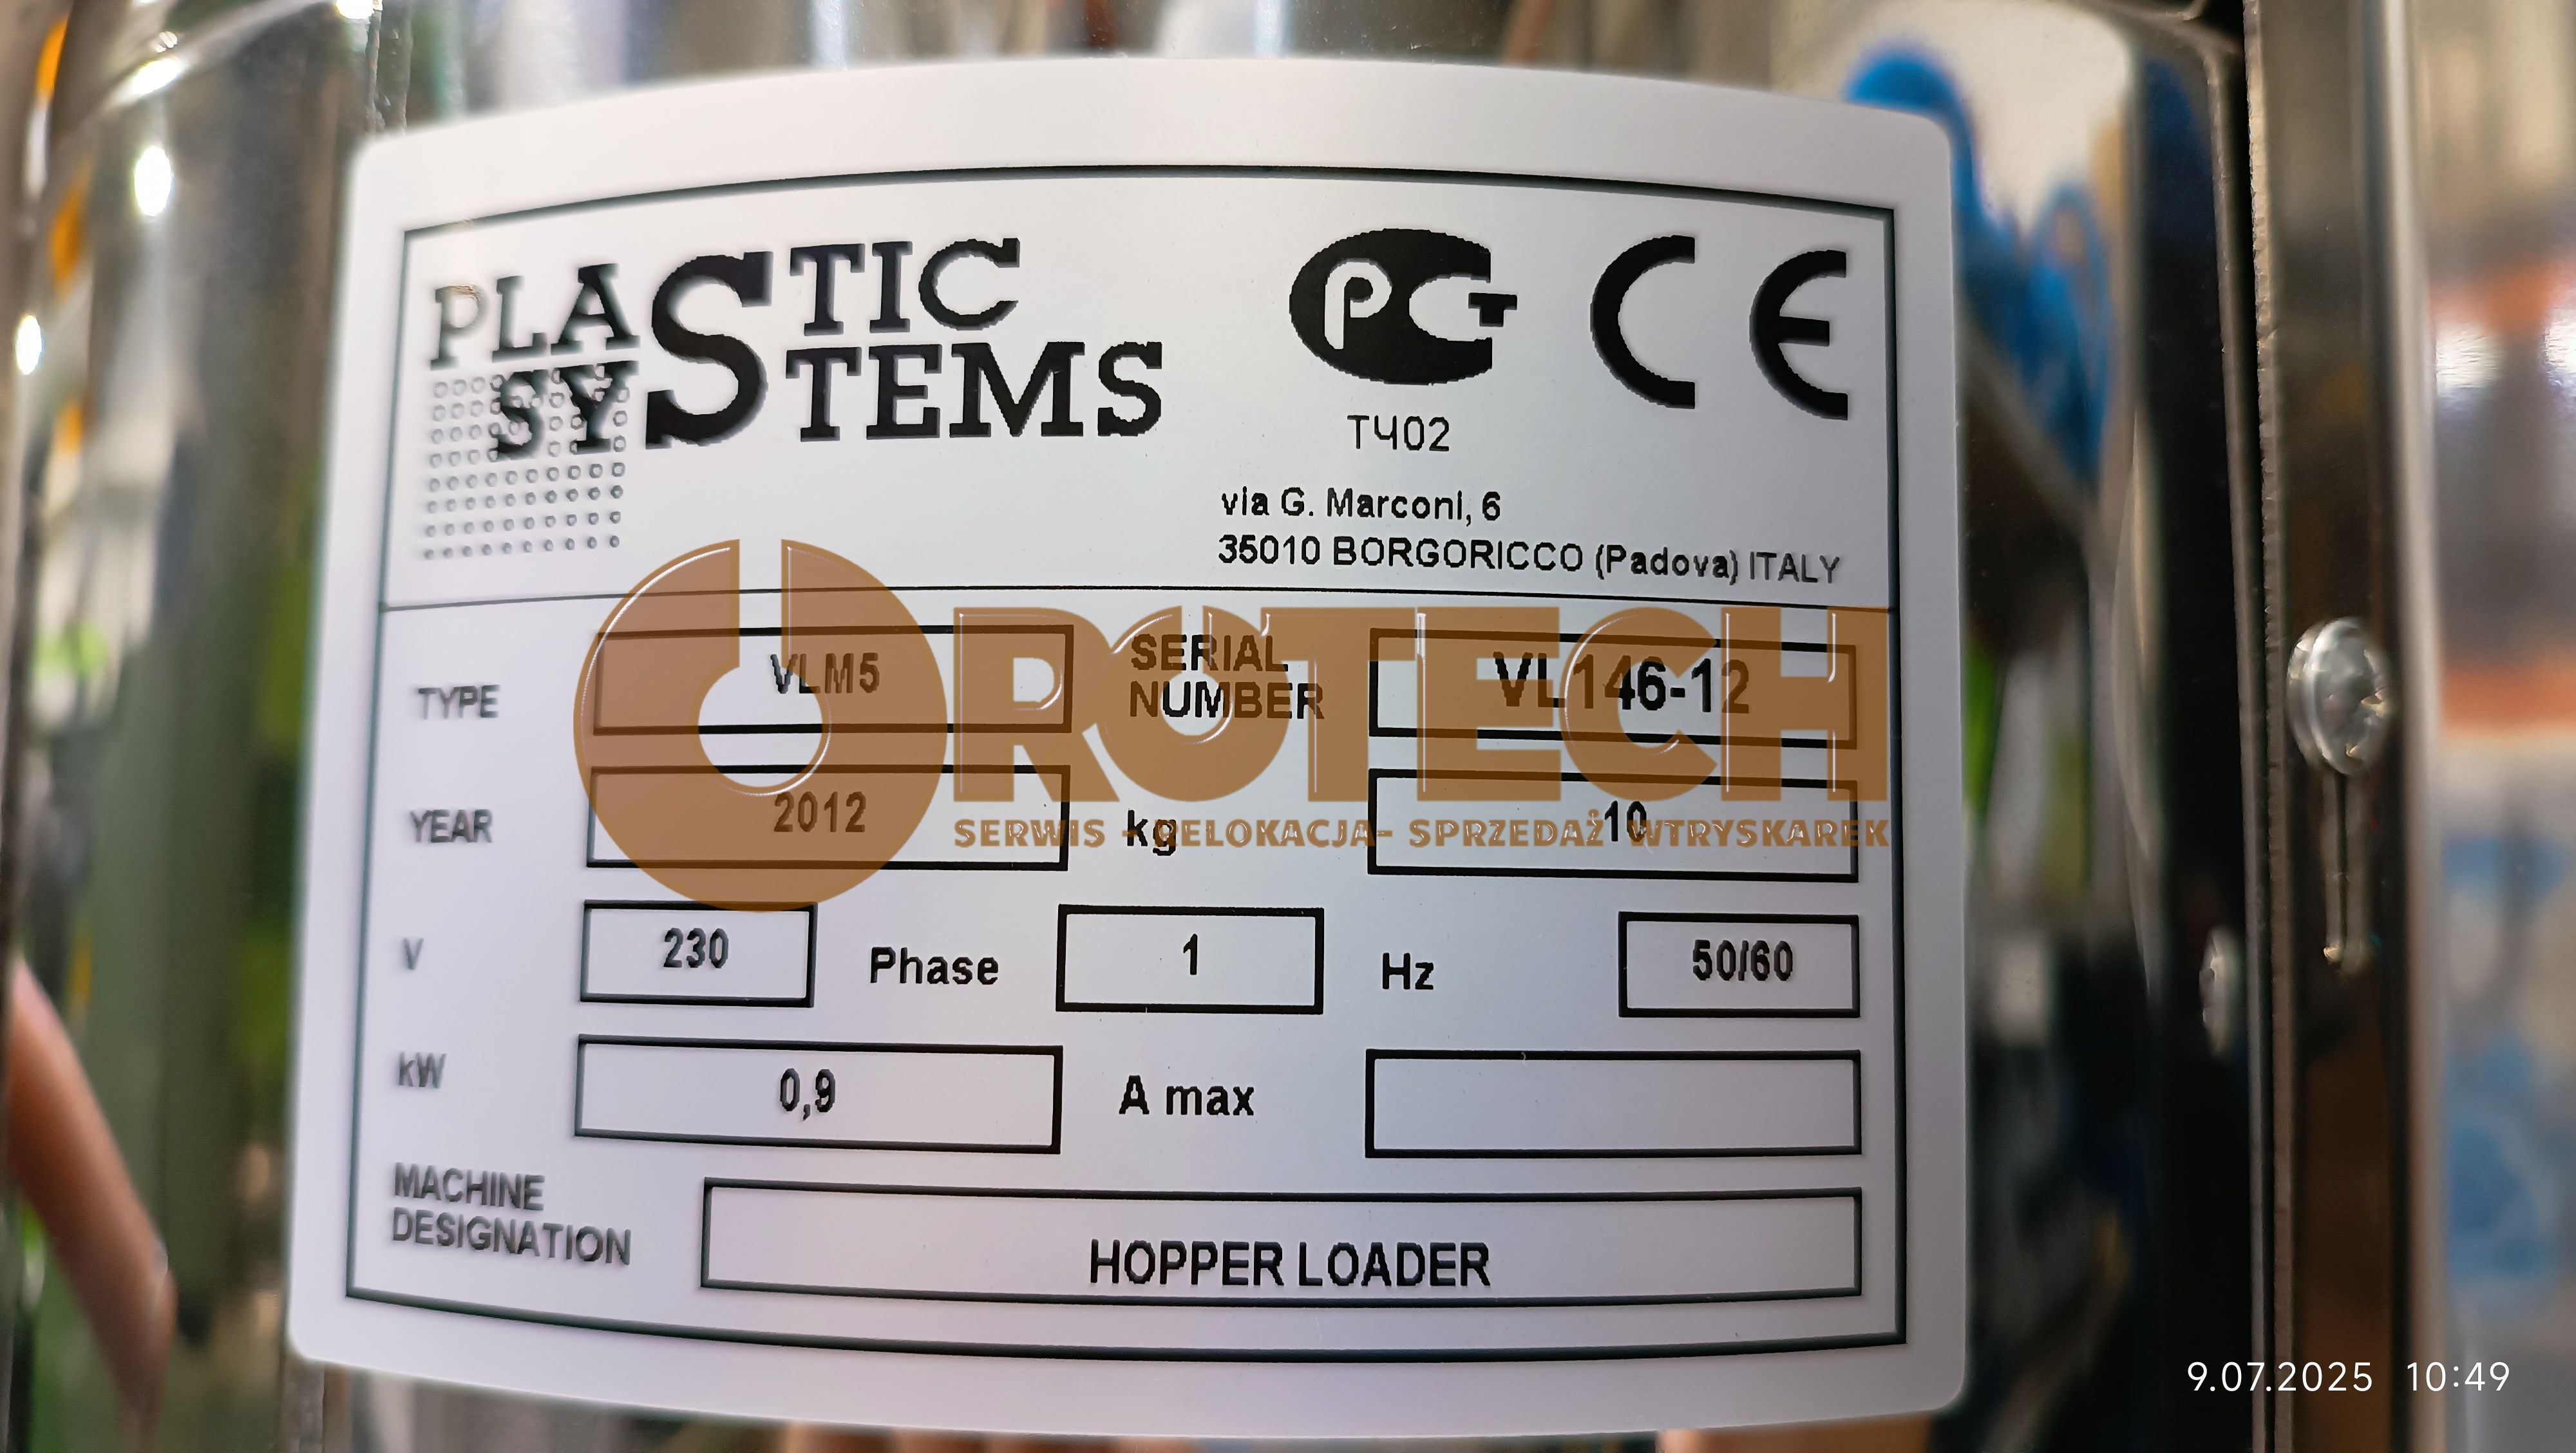 PLASTIC
SYSTEMS
PCT
TЧ02
CE
via G. Marconi, 6
35010 BORGORICCO (Padova) ITALY
OROTECH
SERWIS - RELOKACJA - SPRZEDAŻ WTRYSKAREK
TYPE VLM5 SERIAL NUMBER VL146-12
YEAR 2012 kg 10
V 230 Phase 1 Hz 50/60
kW 0,9 A max
MACHINE DESIGNATION HOPPER LOADER
9.07.2025 10:49